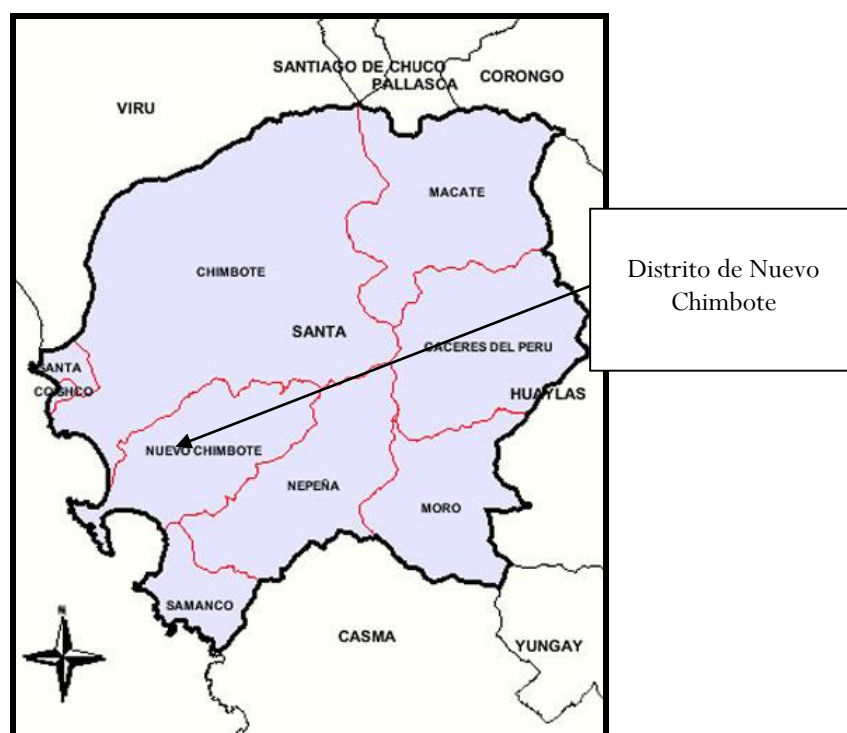 SANTIAGO DE CHUCO
PALLASCA
CORONGO
VIRU
MACATE
CHIMBOTE
SANTA
CACERES DEL PERU
SANTA
COISHCO
HUAYLAS
NUEVO CHIMBOTE
NEPEÑA
MORO
SAMANCO
CASMA
YUNGAY
N
Distrito de Nuevo
Chimbote